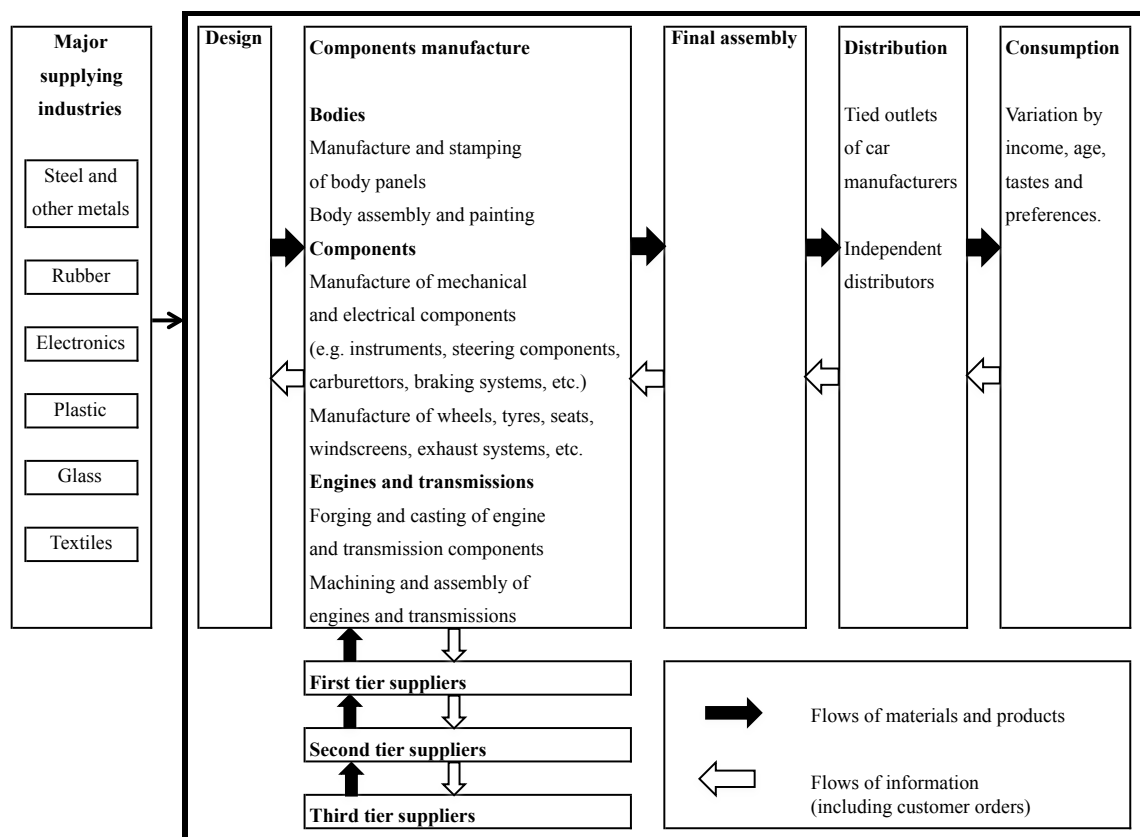 Major
supplying
industries
Steel and
other metals
Rubber
Electronics
Plastic
Glass
Textiles
Design
Components manufacture
Bodies
Manufacture and stamping
of body panels
Body assembly and painting
Components
Manufacture of mechanical
and electrical components
(e.g. instruments, steering components,
carburettors, braking systems, etc.)
Manufacture of wheels, tyres, seats,
windscreens, exhaust systems, etc.
Engines and transmissions
Forging and casting of engine
and transmission components
Machining and assembly of
engines and transmissions
First tier suppliers
Second tier suppliers
Third tier suppliers
Final assembly
Distribution
Tied outlets
of car
manufacturers
Independent
distributors
Consumption
Variation by
income, age,
tastes and
preferences.
Flows of materials and products
Flows of information
(including customer orders)